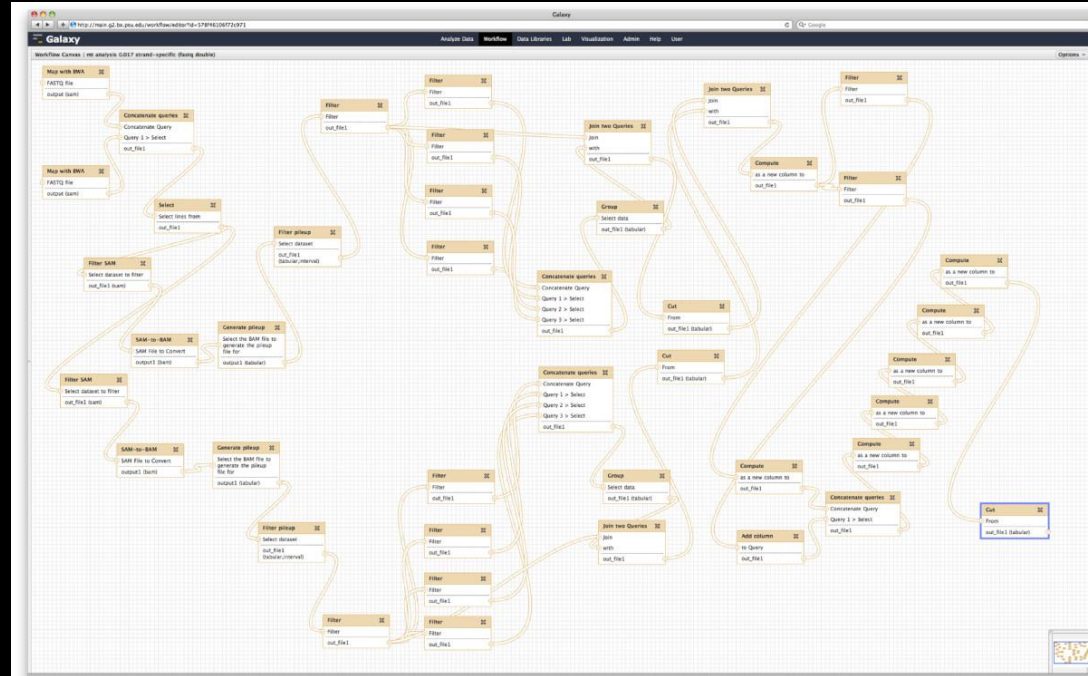 Galaxy
http://main.g2.bx.psu.edu/workflow/editor?id=578f46106f72c971
Google
Galaxy
Analyze Data Workflow Data Libraries Lab Visualization Admin Help User
Workflow Canvas | mt analysis 0.017 strand-specific (fastq double)
Options
Map with BWA
FASTQ file
output (sam)
Concatenate queries
Concatenate Query
Query 1 > Select
out_file1
Map with BWA
FASTQ file
output (sam)
Select
Select lines from
out_file1
Filter SAM
Select dataset to filter
out_file1 (sam)
SAM-to-BAM
SAM File to Convert
output1 (bam)
Filter SAM
Select dataset to filter
out_file1 (sam)
SAM-to-BAM
SAM File to Convert
output1 (bam)
Generate pileup
Select the BAM file to
generate the pileup
file for
output1 (tabular)
Generate pileup
Select the BAM file to
generate the pileup
file for
output1 (tabular)
Filter pileup
Select dataset
out_file1
(tabular,interval)
Filter pileup
Select dataset
out_file1
(tabular,interval)
Filter
Filter
out_file1
Filter
Filter
out_file1
Filter
Filter
out_file1
Filter
Filter
out_file1
Filter
Filter
out_file1
Filter
Filter
out_file1
Filter
Filter
out_file1
Filter
Filter
out_file1
Filter
Filter
out_file1
Filter
Filter
out_file1
Concatenate queries
Concatenate Query
Query 1 > Select
Query 2 > Select
Query 3 > Select
out_file1
Concatenate queries
Concatenate Query
Query 1 > Select
Query 2 > Select
Query 3 > Select
out_file1
Join two Queries
Join
with
out_file1
Group
Select data
out_file1 (tabular)
Group
Select data
out_file1 (tabular)
Join two Queries
Join
with
out_file1
Cut
From
out_file1 (tabular)
Cut
From
out_file1 (tabular)
Join two Queries
Join
with
out_file1
Compute
as a new column to
out_file1
Filter
Filter
out_file1
Filter
Filter
out_file1
Compute
as a new column to
out_file1
Add column
to Query
out_file1
Concatenate queries
Concatenate Query
Query 1 > Select
out_file1
Compute
as a new column to
out_file1
Compute
as a new column to
out_file1
Compute
as a new column to
out_file1
Compute
as a new column to
out_file1
Compute
as a new column to
out_file1
Cut
From
out_file1 (tabular)